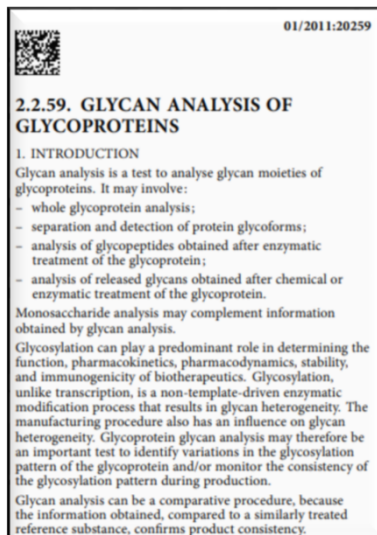 01/2011:20259
2.2.59. GLYCAN ANALYSIS OF
GLYCOPROTEINS
1. INTRODUCTION
Glycan analysis is a test to analyse glycan moieties of
glycoproteins. It may involve:
– whole glycoprotein analysis;
– separation and detection of protein glycoforms;
– analysis of glycopeptides obtained after enzymatic
treatment of the glycoprotein;
– analysis of released glycans obtained after chemical or
enzymatic treatment of the glycoprotein.
Monosaccharide analysis may complement information
obtained by glycan analysis.
Glycosylation can play a predominant role in determining the
function, pharmacokinetics, pharmacodynamics, stability,
and immunogenicity of biotherapeutics. Glycosylation,
unlike transcription, is a non-template-driven enzymatic
modification process that results in glycan heterogeneity. The
manufacturing procedure also has an influence on glycan
heterogeneity. Glycoprotein glycan analysis may therefore be
an important test to identify variations in the glycosylation
pattern of the glycoprotein and/or monitor the consistency of
the glycosylation pattern during production.
Glycan analysis can be a comparative procedure, because
the information obtained, compared to a similarly treated
reference substance, confirms product consistency.